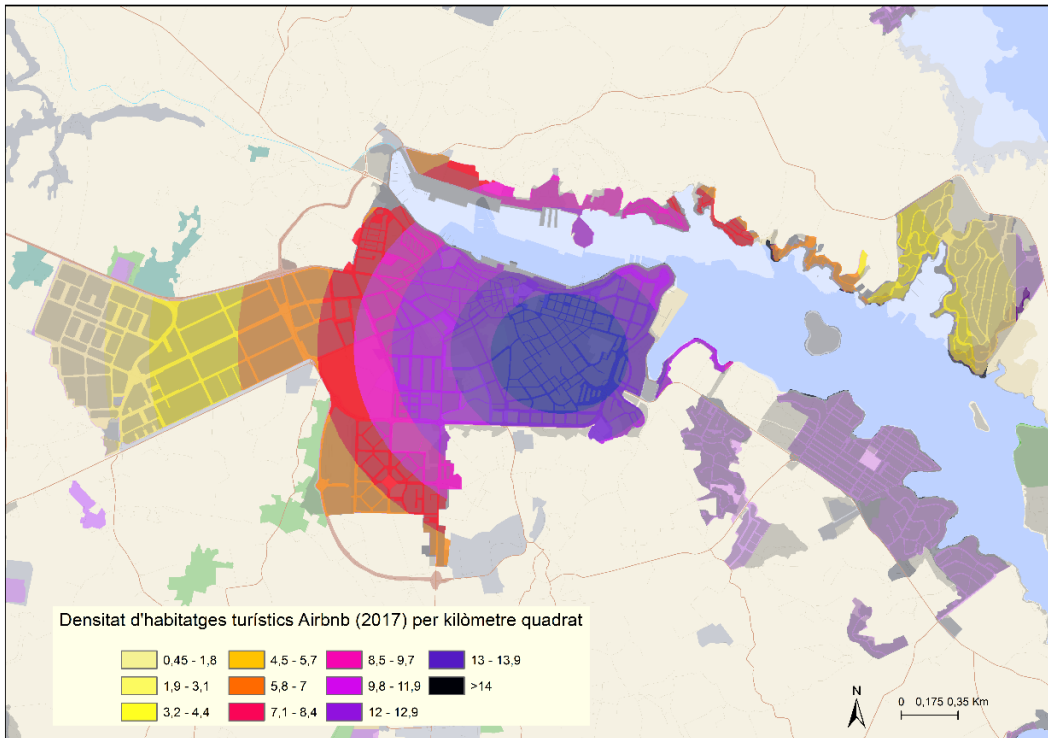 Densitat d'habitatges turístics Airbnb (2017) per kilòmetre quadrat
0,45 - 1,8
4,5 - 5,7
8,5 - 9,7
13 - 13,9
1,9 - 3,1
5,8 - 7
9,8 - 11,9
>14
3,2 - 4,4
7,1 - 8,4
12 - 12,9
N
0 0,175 0,35 Km